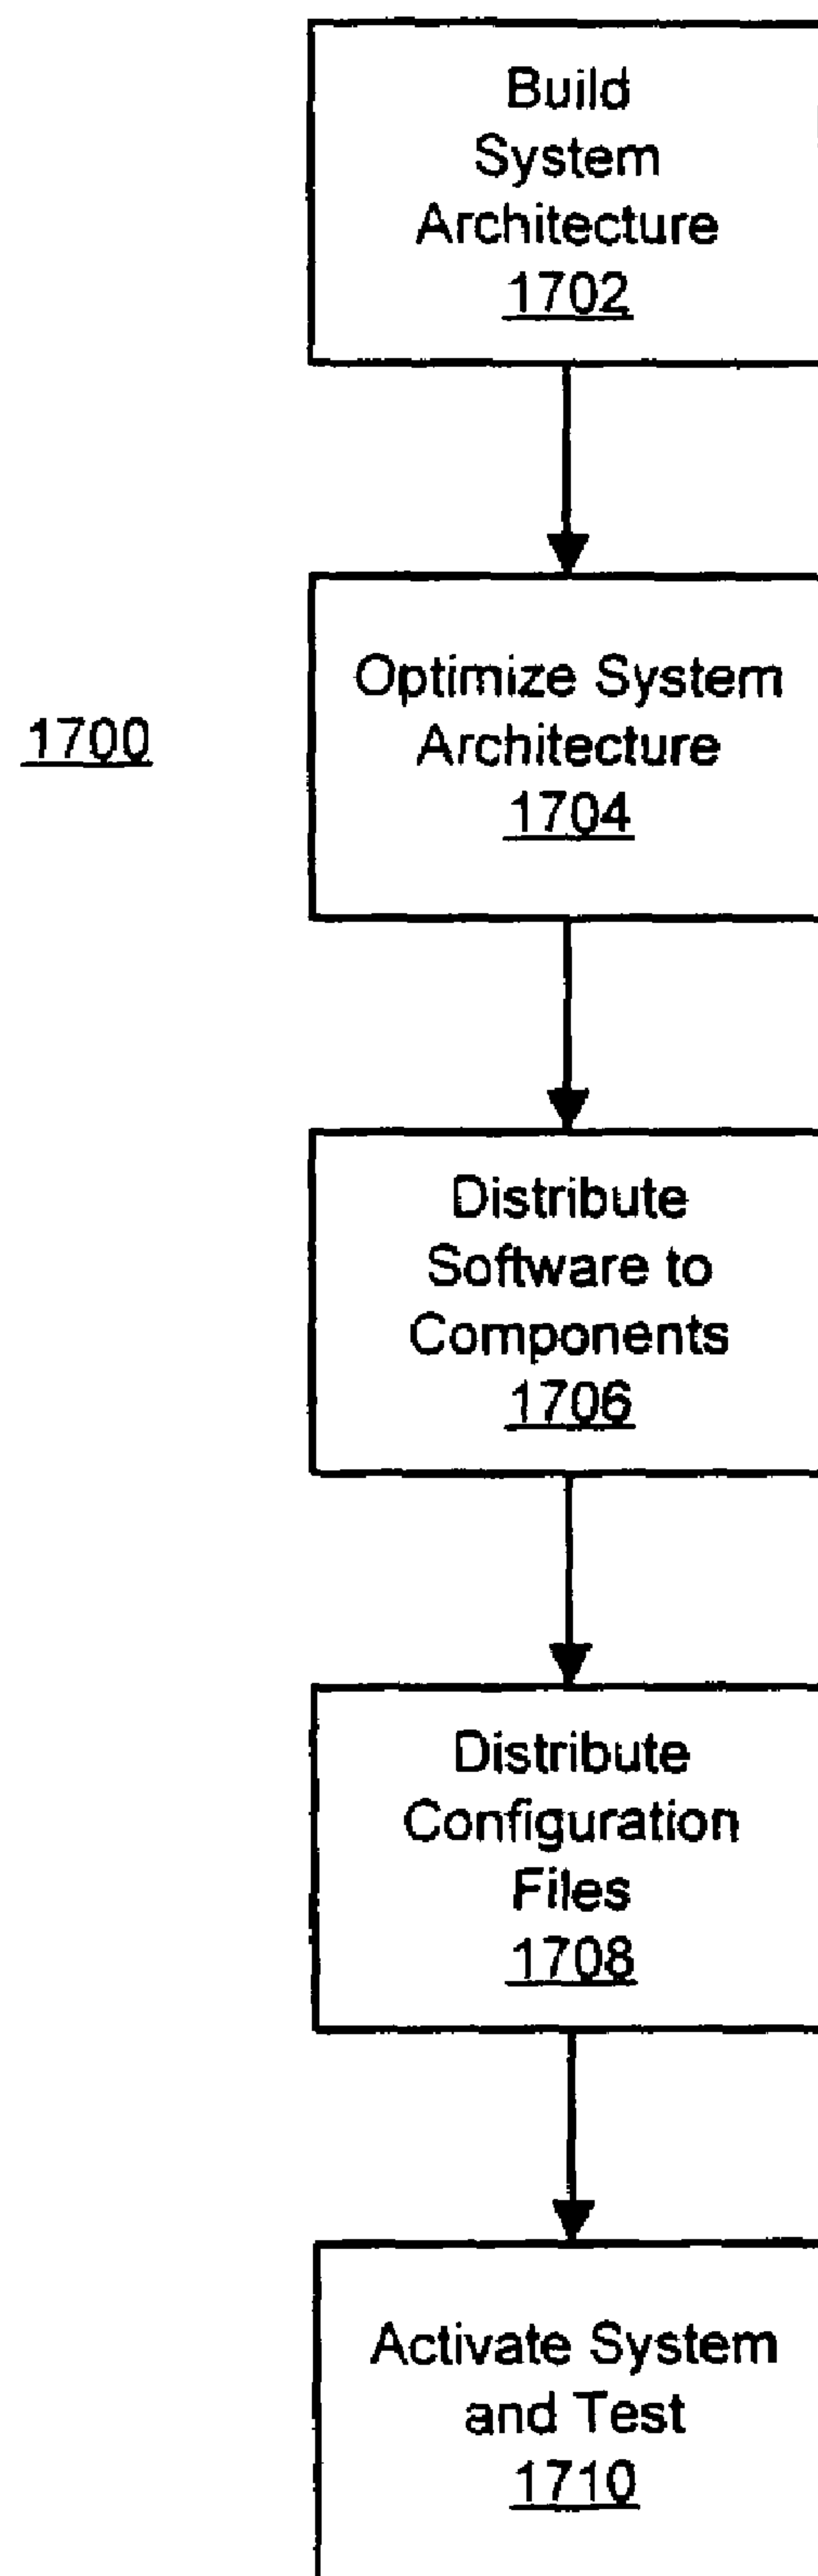 Build
System
Architecture
1702
1700
Optimize System
Architecture
1704
Distribute
Software to
Components
1706
Distribute
Configuration
Files
1708
Activate System
and Test
1710